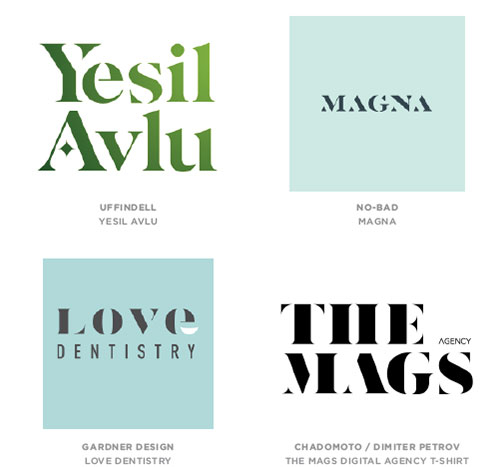 Yesil
Avlu
UFFINDELL
YESIL AVLU
MAGNA
NO-BAD
MAGNA
LOVe
DENTISTRY
GARDNER DESIGN
LOVE DENTISTRY
THE
AGENCY
MAGS
CHADOMOTO / DIMITER PETROV
THE MAGS DIGITAL AGENCY T-SHIRT